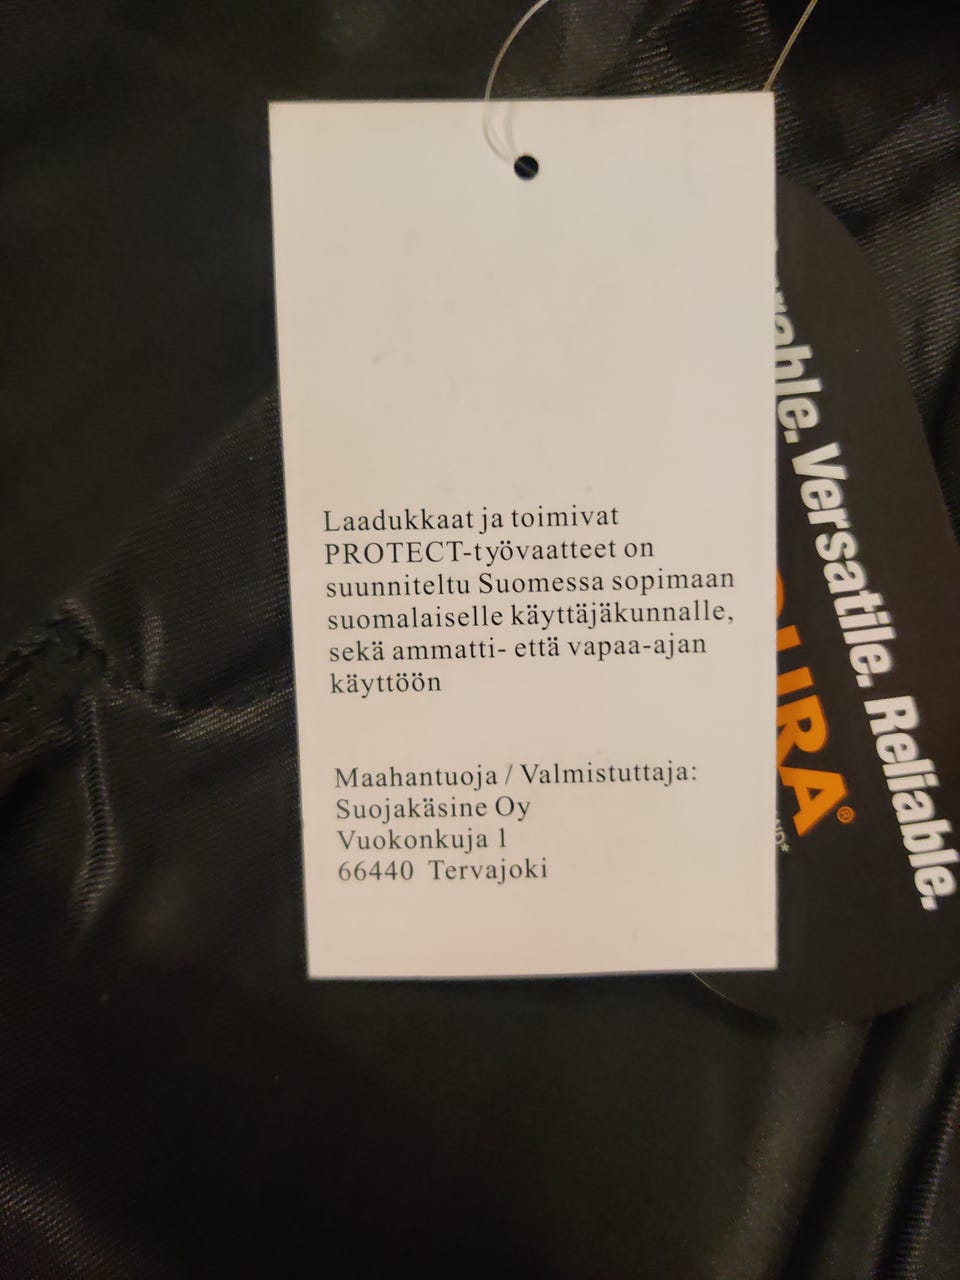 Laadukkaat ja toimivat
PROTECT-työvaatteet on
suunniteltu Suomessa sopimaan
suomalaiselle käyttäjäkunnalle,
sekä ammatti- että vapaa-ajan
käyttöön
Maahantuoja / Valmistuttaja:
Suojakäsine Oy
Vuokonkuja 1
66440 Tervajoki
Versatile. Reliable.